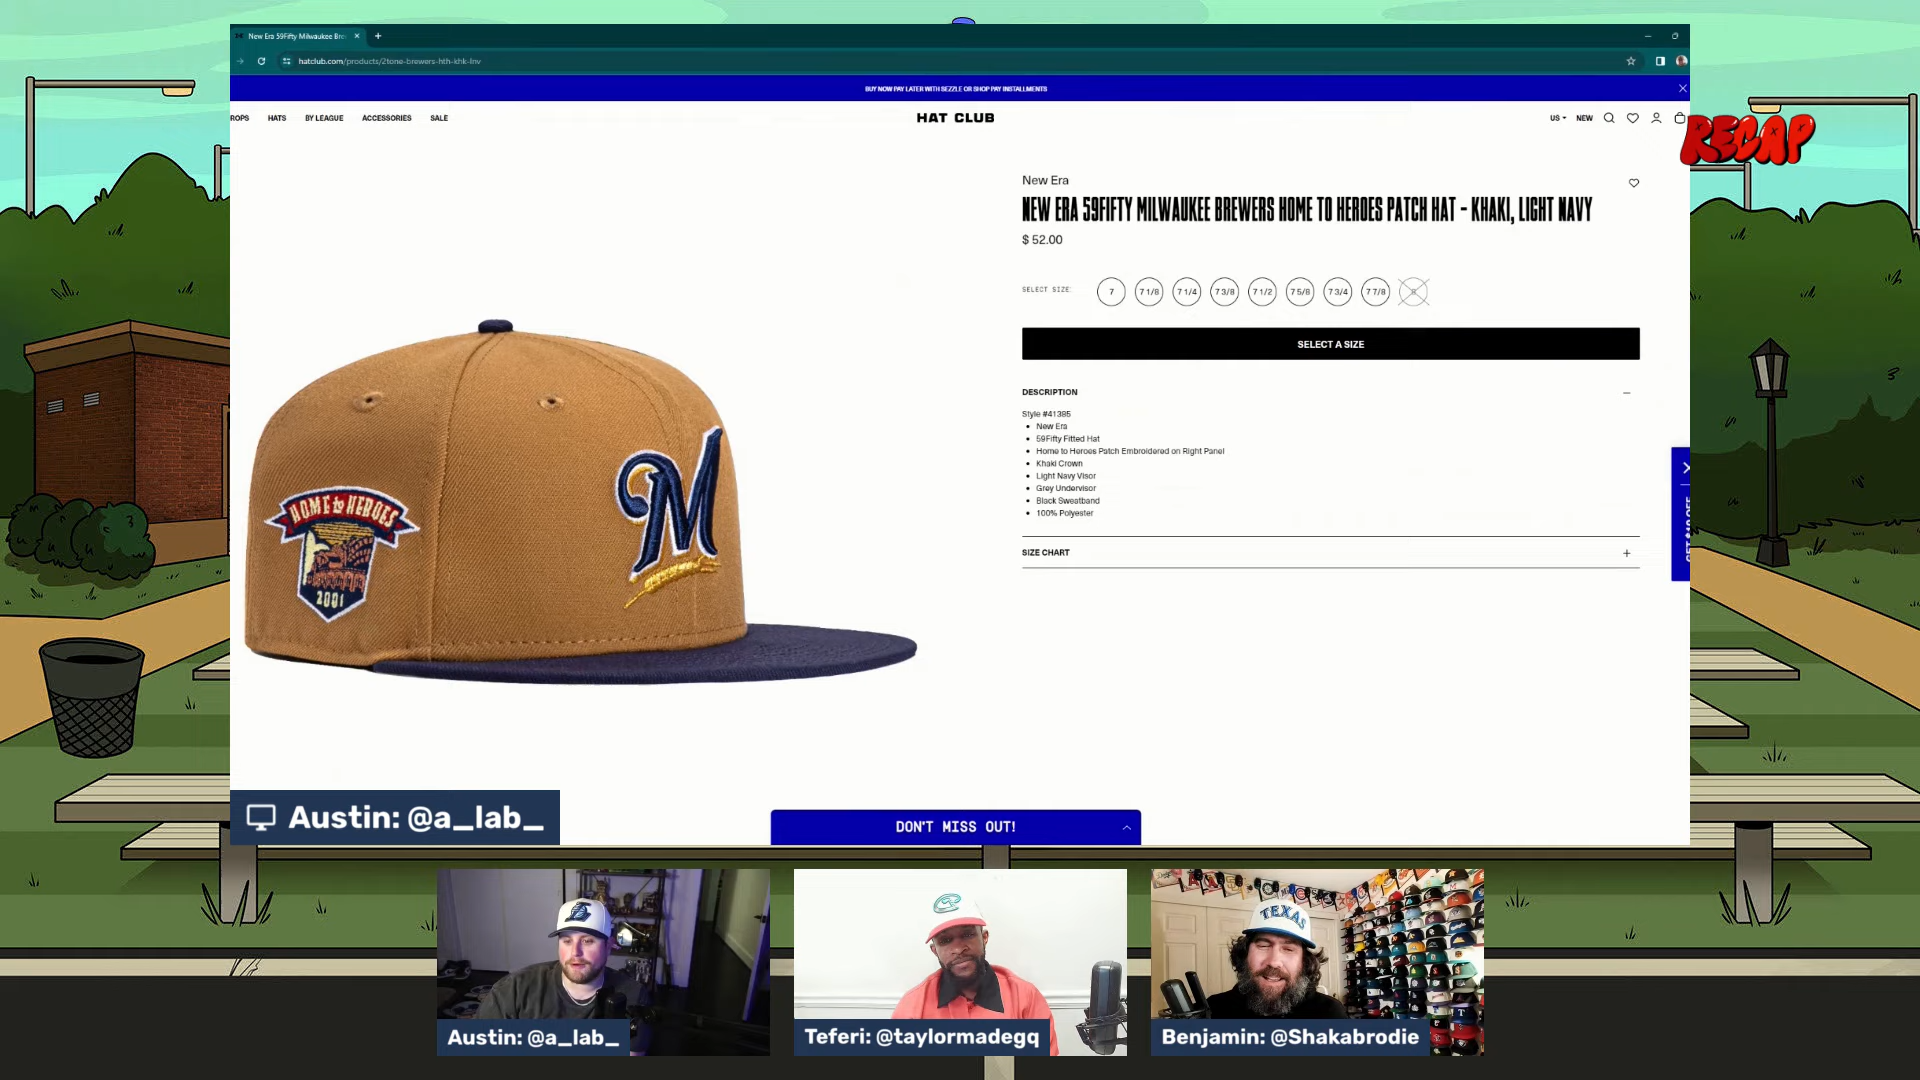 New Era 59Fifty Milwaukee Bre
hatclub.com/products/2tone-brewers-hth-khk-lnv
BUY NOW PAY LATER WITH SEZZLE OR SHOP PAY INSTALLMENTS
ROPS HATS BY LEAGUE ACCESSORIES SALE
HAT CLUB
US NEW
RECAP
New Era
NEW ERA 59FIFTY MILWAUKEE BREWERS HOME TO HEROES PATCH HAT - KHAKI, LIGHT NAVY
$ 52.00
SELECT SIZE:
7 7 1/8 7 1/4 7 3/8 7 1/2 7 5/8 7 3/4 7 7/8
SELECT A SIZE
DESCRIPTION
Style #41385
New Era
59Fifty Fitted Hat
Home to Heroes Patch Embroidered on Right Panel
Khaki Crown
Light Navy Visor
Grey Undervisor
Black Sweatband
100% Polyester
SIZE CHART
HOME to HEROES
2001
M
GET $10 OFF
Austin: @a_lab_
DON'T MISS OUT!
TEXAS
Austin: @a_lab_
Teferi: @taylormadegq
Benjamin: @Shakabrodie